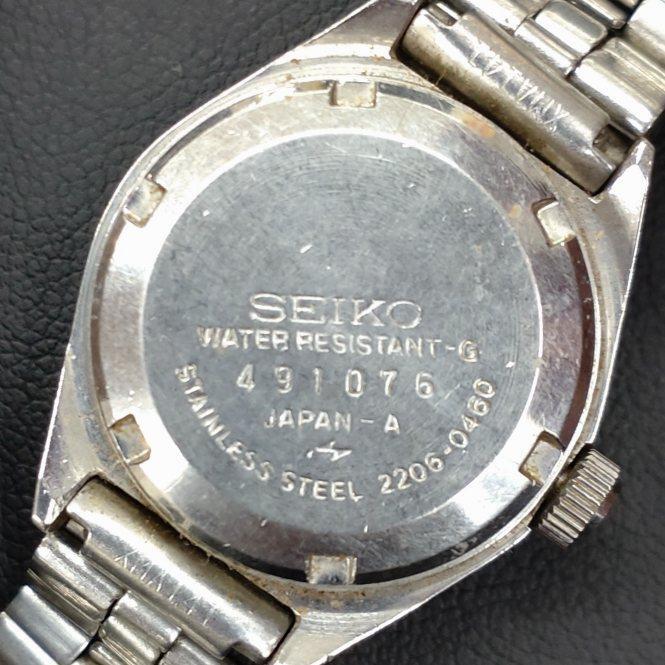 SEIKO
WATER RESISTANT-G
491076
JAPAN-A
STAINLESS STEEL 2206-0460